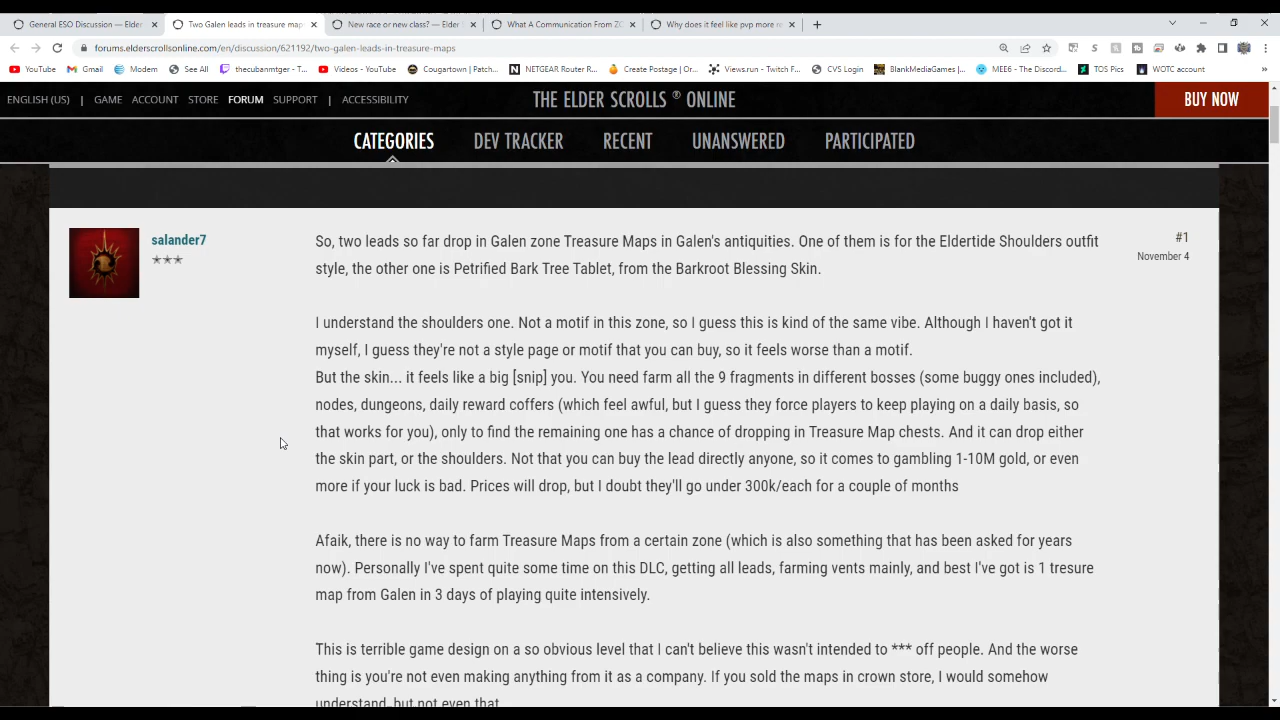 General ESO Discussion — Elder
Two Galen leads in treasure map
New race or new class? — Elder
What A Communication From ZO
Why does it feel like pvp more re
forums.elderscrollsonline.com/en/discussion/621192/two-galen-leads-in-treasure-maps
YouTube
Gmail
Modem
See All
thecubanmtger - T...
Videos - YouTube
Cougartown | Patch...
NETGEAR Router R...
Create Postage | Or...
Views.run - Twitch F...
CVS Login
BlankMediaGames |...
MEE6 - The Discord...
TOS Pics
WOTC account
»
ENGLISH (US) | GAME ACCOUNT STORE FORUM SUPPORT | ACCESSIBILITY
THE ELDER SCROLLS ® ONLINE
BUY NOW
CATEGORIES DEV TRACKER RECENT UNANSWERED PARTICIPATED
salander7
#1
November 4
So, two leads so far drop in Galen zone Treasure Maps in Galen's antiquities. One of them is for the Eldertide Shoulders outfit
style, the other one is Petrified Bark Tree Tablet, from the Barkroot Blessing Skin.
I understand the shoulders one. Not a motif in this zone, so I guess this is kind of the same vibe. Although I haven't got it
myself, I guess they're not a style page or motif that you can buy, so it feels worse than a motif.
But the skin... it feels like a big [snip] you. You need farm all the 9 fragments in different bosses (some buggy ones included),
nodes, dungeons, daily reward coffers (which feel awful, but I guess they force players to keep playing on a daily basis, so
that works for you), only to find the remaining one has a chance of dropping in Treasure Map chests. And it can drop either
the skin part, or the shoulders. Not that you can buy the lead directly anyone, so it comes to gambling 1-10M gold, or even
more if your luck is bad. Prices will drop, but I doubt they'll go under 300k/each for a couple of months
Afaik, there is no way to farm Treasure Maps from a certain zone (which is also something that has been asked for years
now). Personally I've spent quite some time on this DLC, getting all leads, farming vents mainly, and best I've got is 1 tresure
map from Galen in 3 days of playing quite intensively.
This is terrible game design on a so obvious level that I can't believe this wasn't intended to *** off people. And the worse
thing is you're not even making anything from it as a company. If you sold the maps in crown store, I would somehow
understand, but not even that